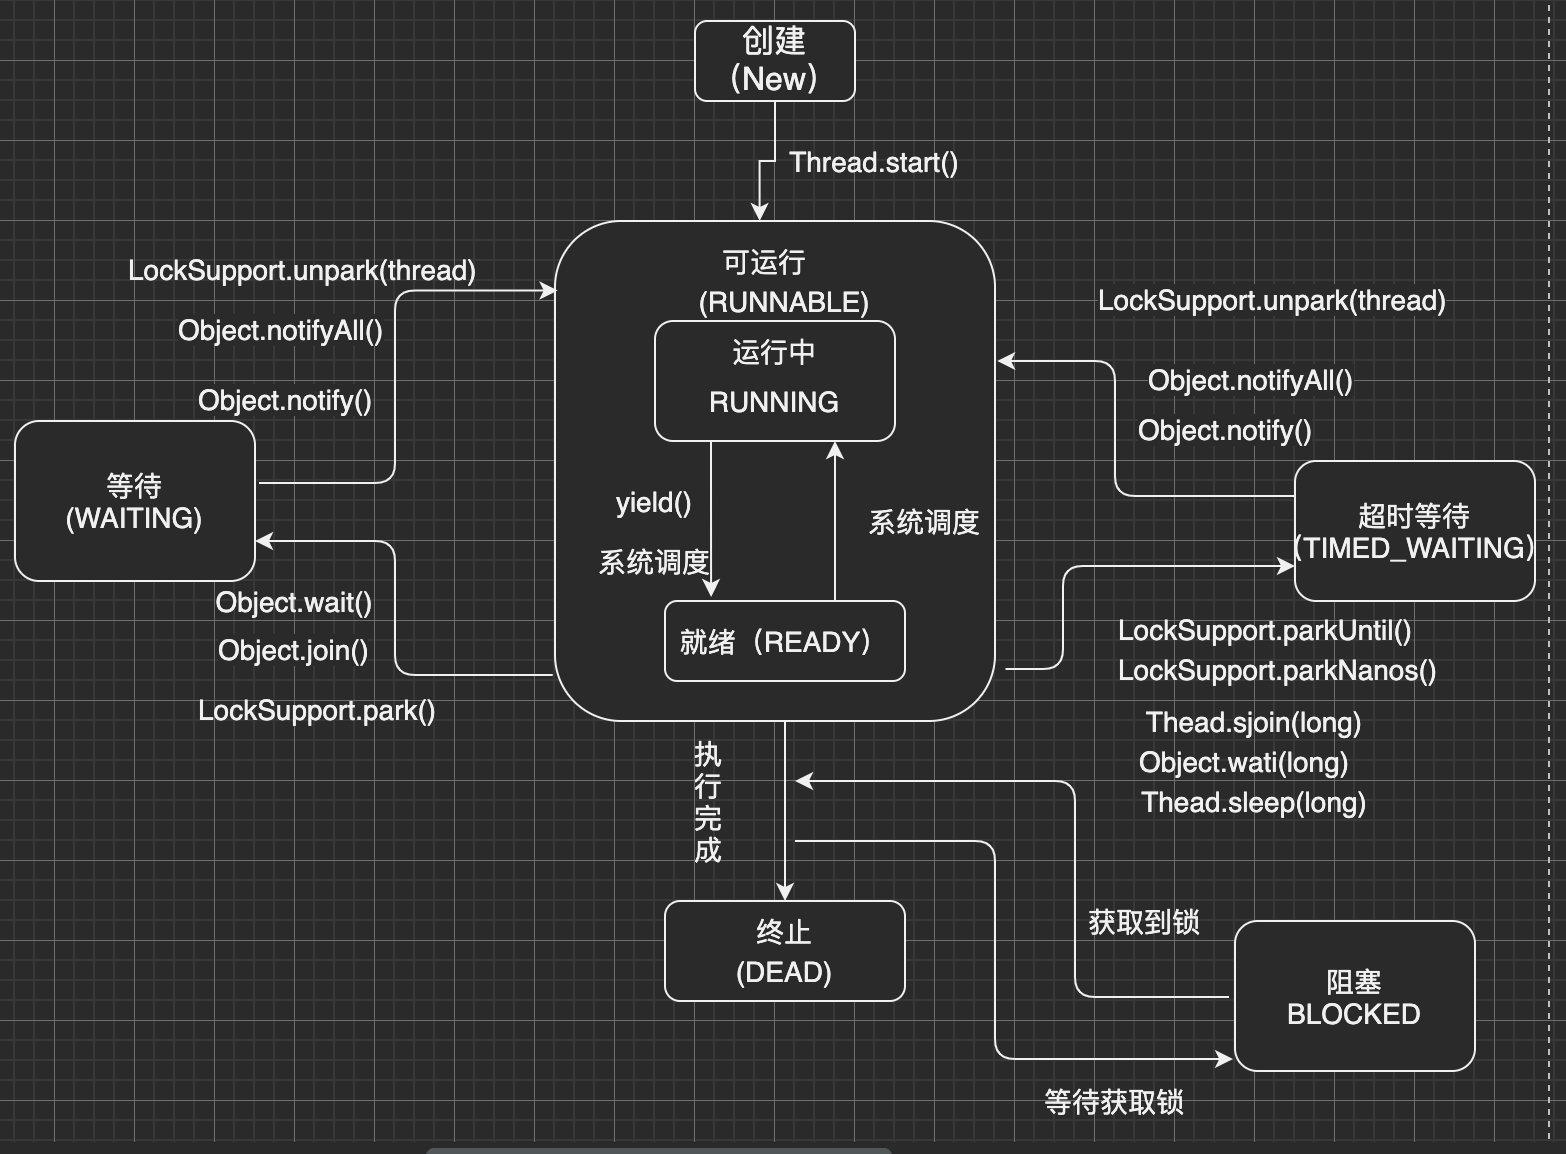 创建
(New)
Thread.start()
可运行
(RUNNABLE)
运行中
RUNNING
yield()
系统调度
系统调度
就绪（READY）
LockSupport.unpark(thread)
Object.notifyAll()
Object.notify()
等待
(WAITING)
Object.wait()
Object.join()
LockSupport.park()
LockSupport.unpark(thread)
Object.notifyAll()
Object.notify()
超时等待
(TIMED_WAITING)
LockSupport.parkUntil()
LockSupport.parkNanos()
Thead.sjoin(long)
Object.wati(long)
Thead.sleep(long)
执
行
完
成
终止
(DEAD)
获取到锁
阻塞
BLOCKED
等待获取锁